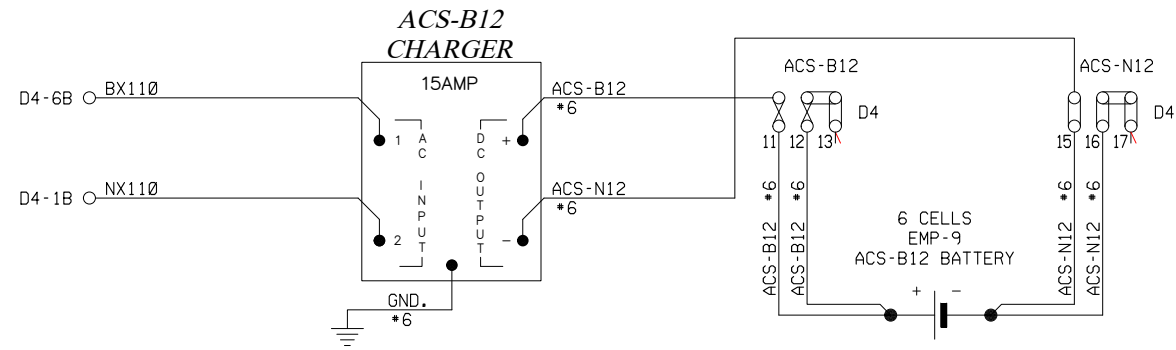 ACS-B12
CHARGER
15AMP
D4-6B
BX110
D4-1B
NX110
1
2
AC INPUT
DC OUTPUT
+
-
ACS-B12
#6
ACS-N12
#6
GND.
#6
ACS-B12
D4
11
12
13
ACS-N12
D4
15
16
17
ACS-B12 #6
ACS-B12 #6
ACS-N12 #6
ACS-N12 #6
6 CELLS
EMP-9
ACS-B12 BATTERY
+ -